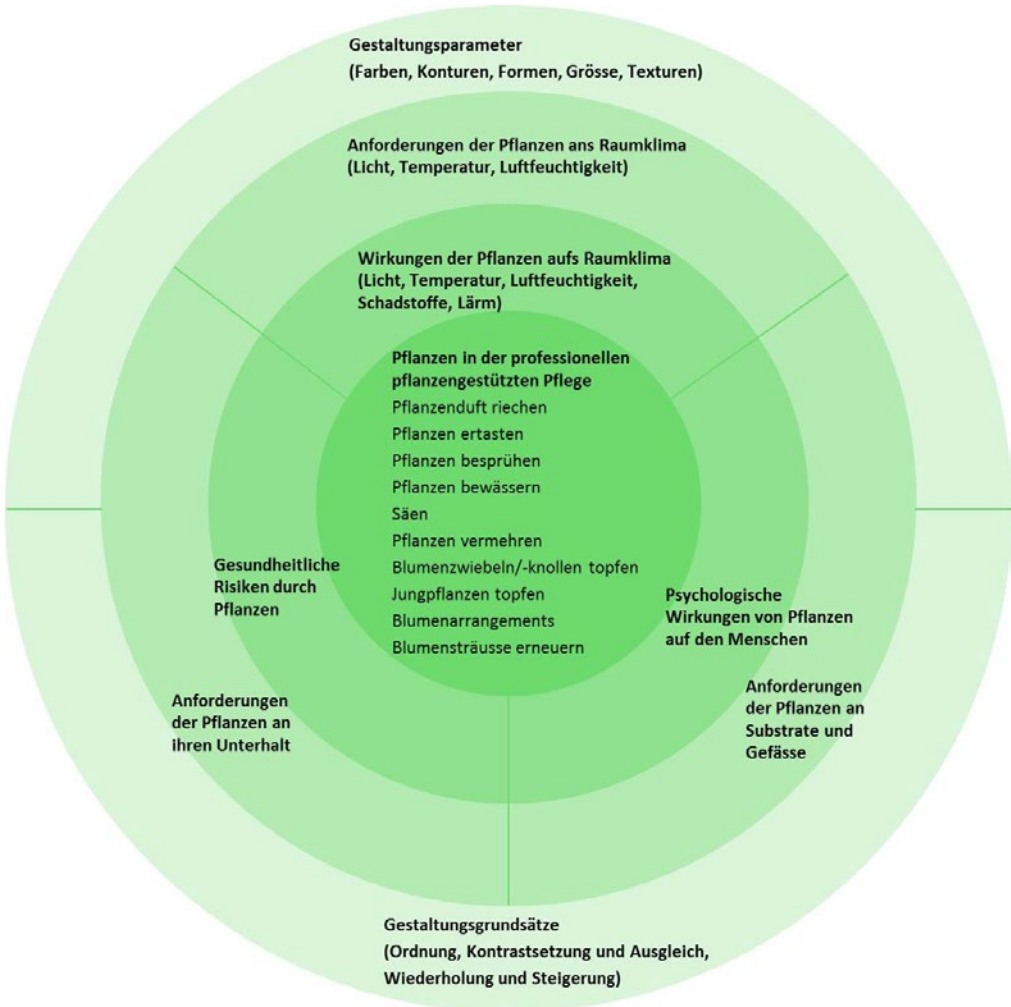 Gestaltungsparameter
(Farben, Konturen, Formen, Grösse, Texturen)
Anforderungen der Pflanzen ans Raumklima
(Licht, Temperatur, Luftfeuchtigkeit)
Wirkungen der Pflanzen aufs Raumklima
(Licht, Temperatur, Luftfeuchtigkeit,
Schadstoffe, Lärm)
Pflanzen in der professionellen
pflanzengestützten Pflege
Pflanzenduft riechen
Pflanzen ertasten
Pflanzen besprühen
Pflanzen bewässern
Säen
Pflanzen vermehren
Blumenzwiebeln/-knollen topfen
Jungpflanzen topfen
Blumenarrangements
Blumensträusse erneuern
Gesundheitliche
Risiken durch
Pflanzen
Psychologische
Wirkungen von Pflanzen
auf den Menschen
Anforderungen
der Pflanzen an
ihren Unterhalt
Anforderungen
der Pflanzen an
Substrate und
Gefässe
Gestaltungsgrundsätze
(Ordnung, Kontrastsetzung und Ausgleich,
Wiederholung und Steigerung)